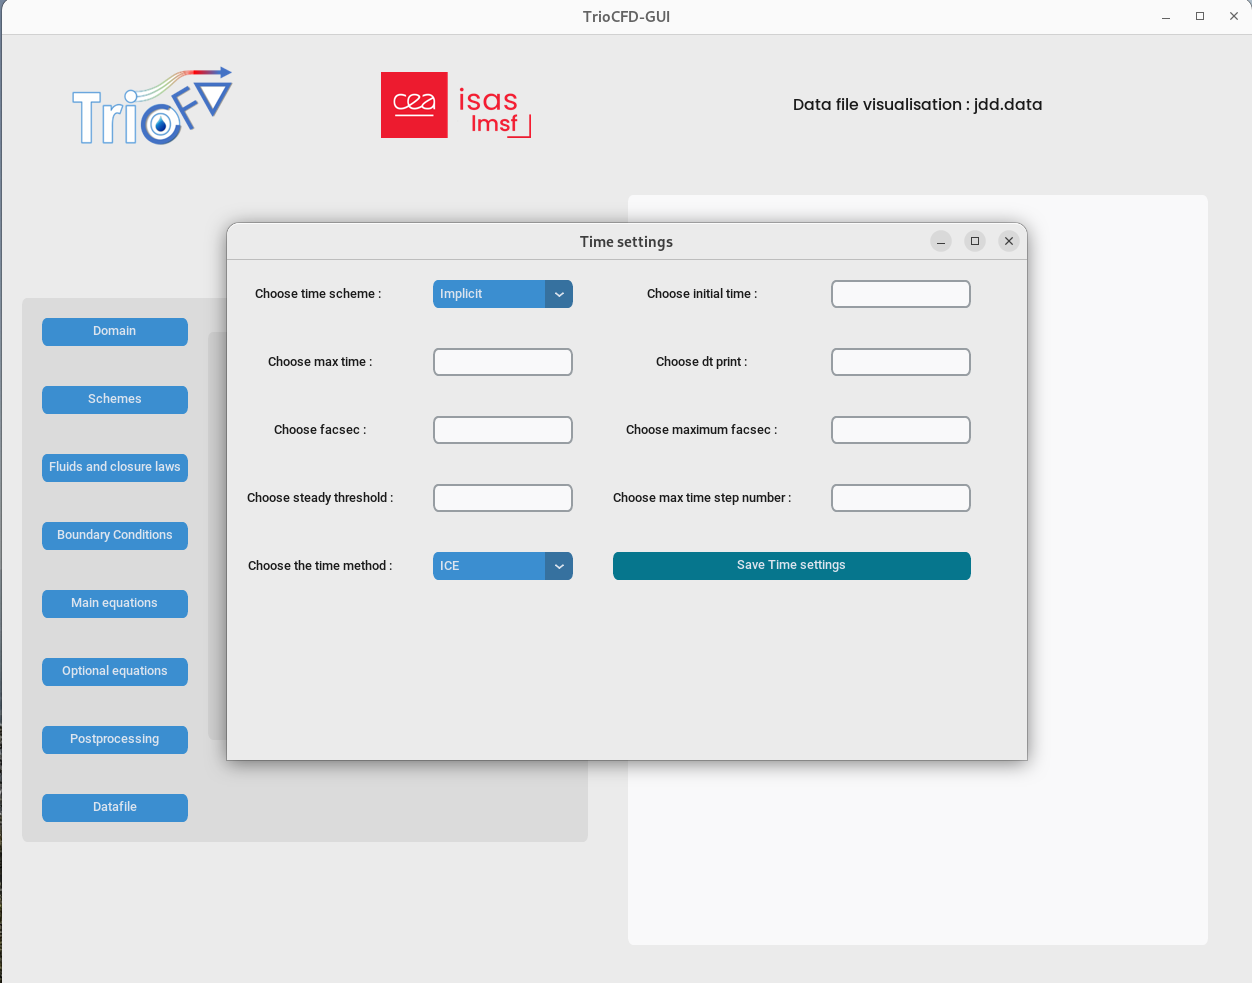 TrioCFD-GUI
TrioCFD
cea
isas
lmsf
Data file visualisation : jdd.data
Time settings
Choose time scheme :
Implicit
Choose initial time :
Choose max time :
Choose dt print :
Choose facsec :
Choose maximum facsec :
Choose steady threshold :
Choose max time step number :
Choose the time method :
ICE
Save Time settings
Domain
Schemes
Fluids and closure laws
Boundary Conditions
Main equations
Optional equations
Postprocessing
Datafile